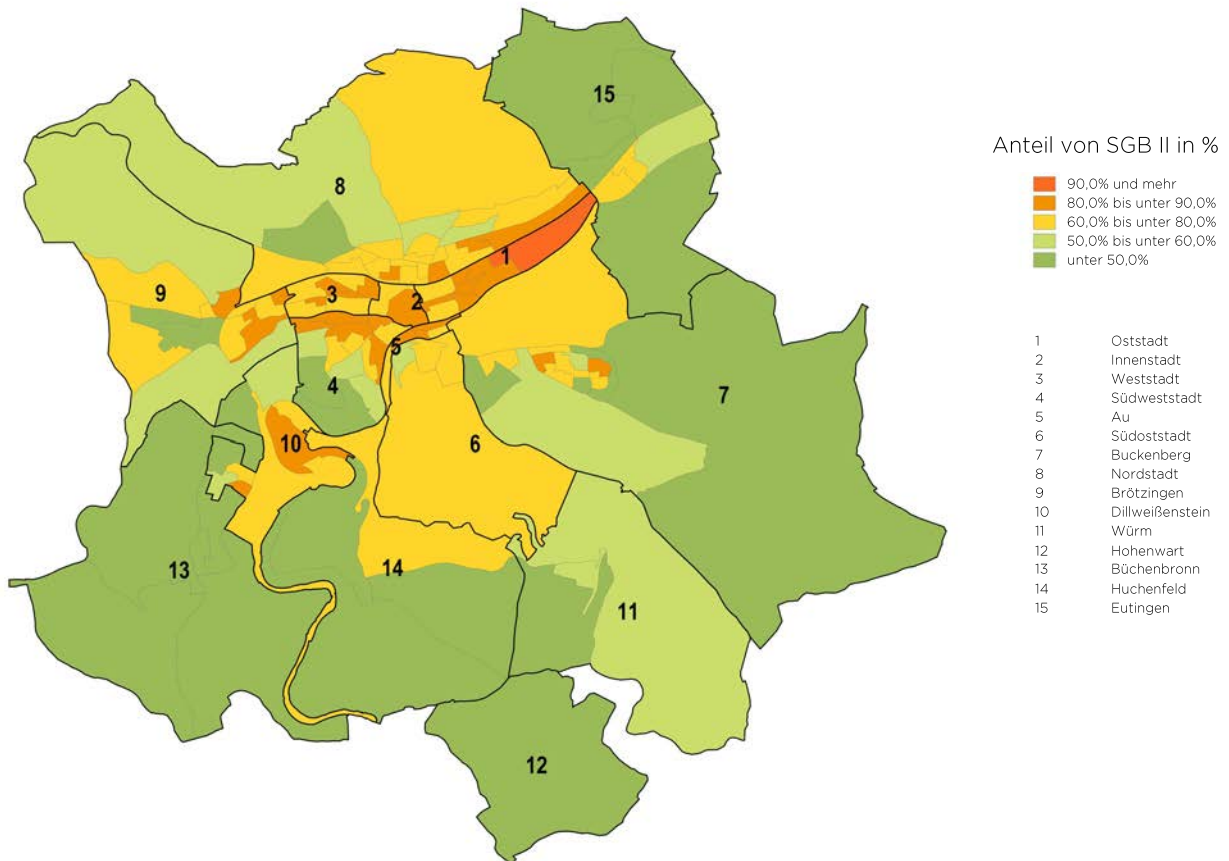 15
8
9
1
3
2
5
4
7
10
6
13
14
11
12
Anteil von SGB II in %
90,0% und mehr
80,0% bis unter 90,0%
60,0% bis unter 80,0%
50,0% bis unter 60,0%
unter 50,0%
1 Oststadt
2 Innenstadt
3 Weststadt
4 Südweststadt
5 Au
6 Südoststadt
7 Buckenberg
8 Nordstadt
9 Brötzingen
10 Dillweißenstein
11 Würm
12 Hohenwart
13 Büchenbronn
14 Huchenfeld
15 Eutingen